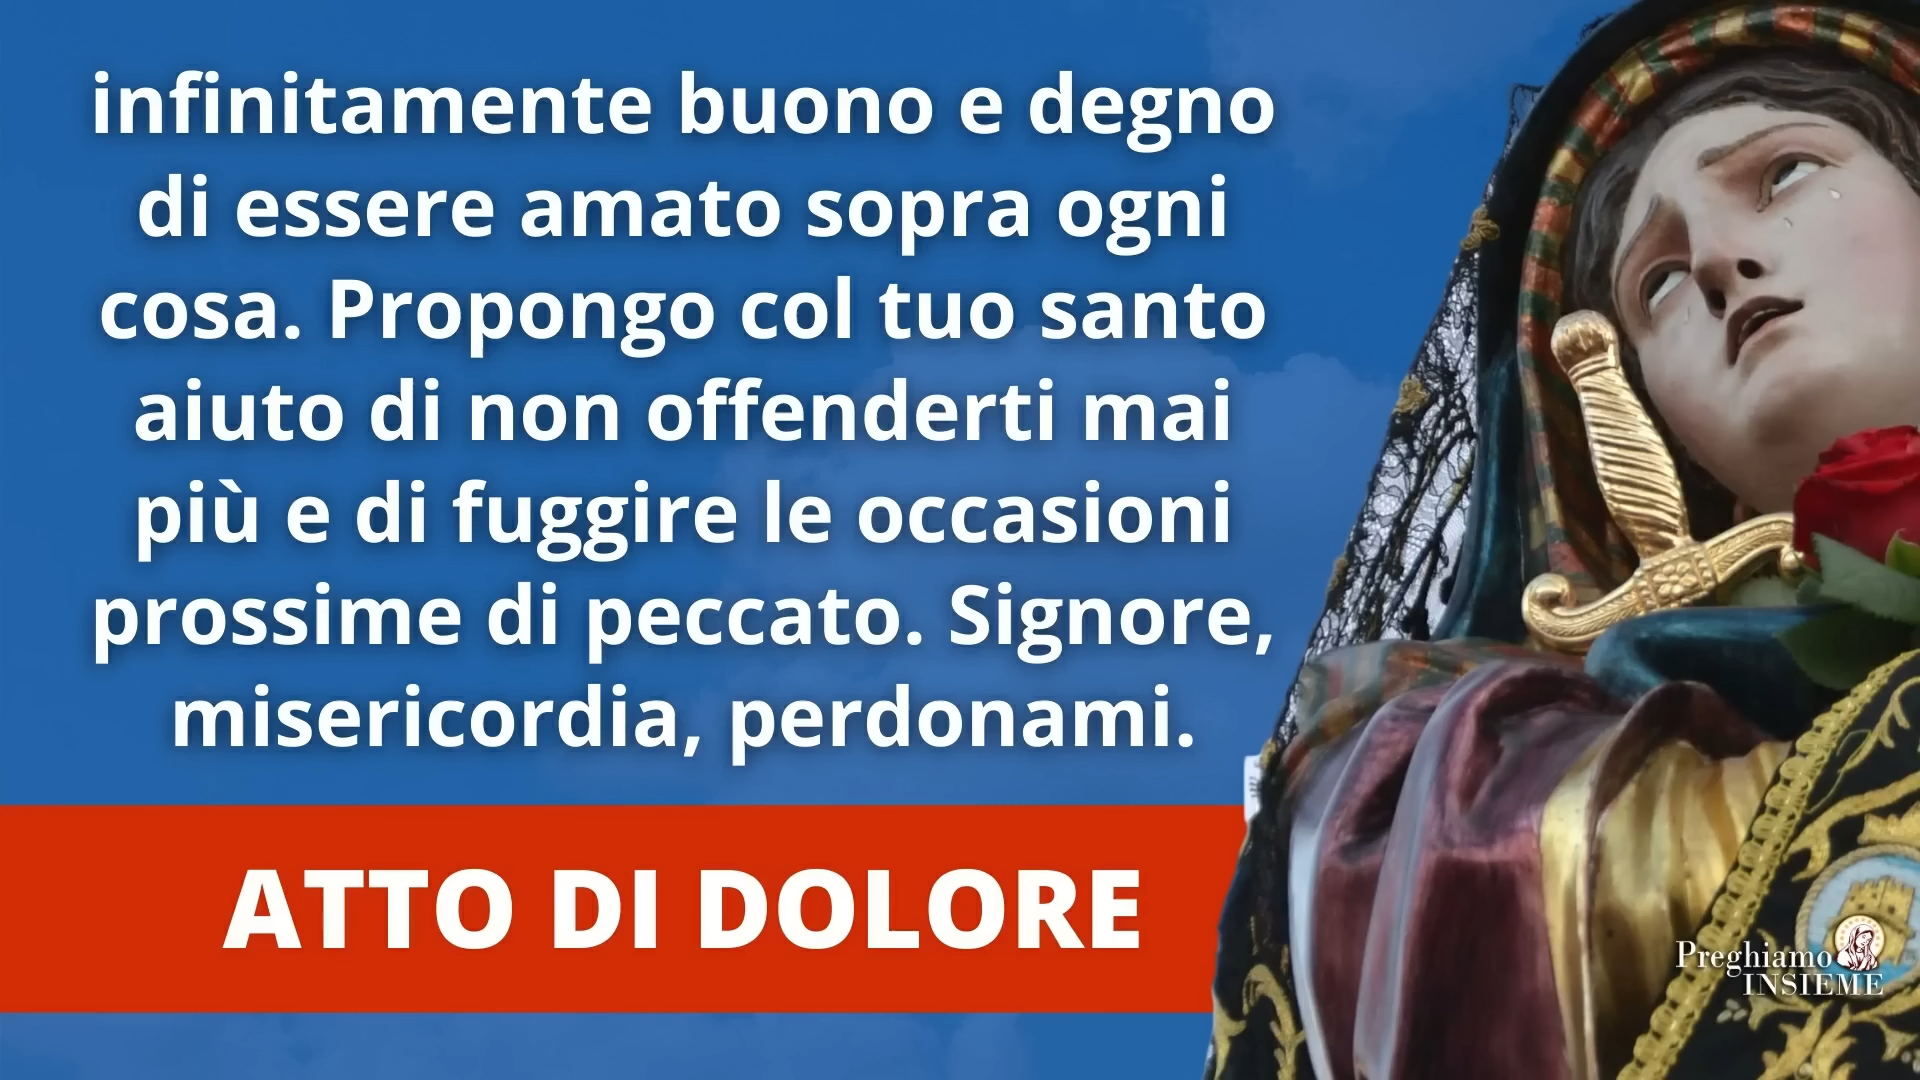 infinitamente buono e degno
di essere amato sopra ogni
cosa. Propongo col tuo santo
aiuto di non offenderti mai
più e di fuggire le occasioni
prossime di peccato. Signore,
misericordia, perdonami.
ATTO DI DOLORE
Preghiamo
INSIEME